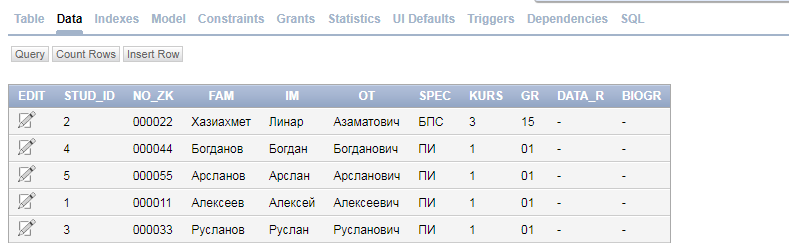 Table Data Indexes Model Constraints Grants Statistics UI Defaults Triggers Dependencies SQL
Query Count Rows Insert Row
EDIT STUD_ID NO_ZK FAM IM OT SPEC KURS GR DATA_R BIOGR
2 000022 Хазиахмет Линар Азаматович БПС 3 15 - -
4 000044 Богданов Богдан Богданович ПИ 1 01 - -
5 000055 Арсланов Арслан Арсланович ПИ 1 01 - -
1 000011 Алексеев Алексей Алексеевич ПИ 1 01 - -
3 000033 Русланов Руслан Русланович ПИ 1 01 - -